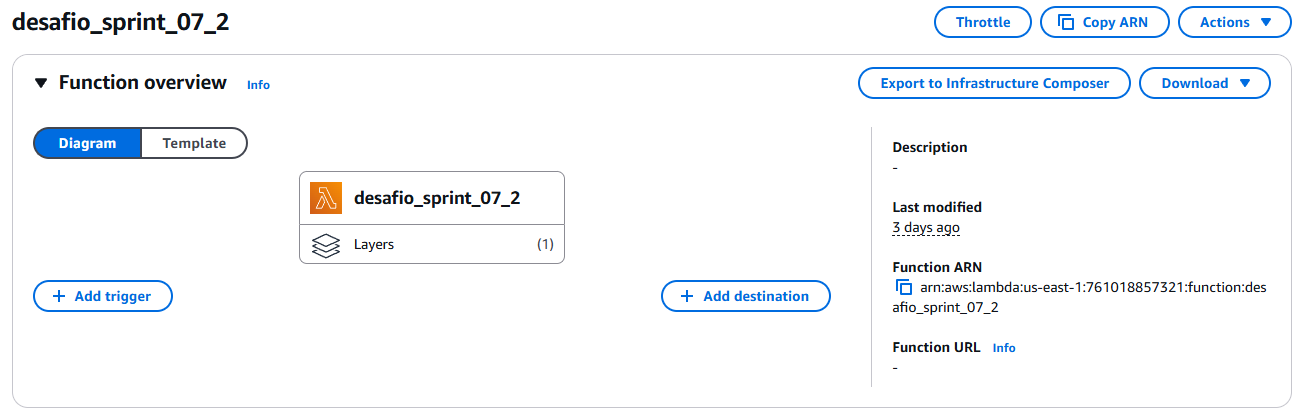 desafio_sprint_07_2
Throttle
Copy ARN
Actions
Function overview
Info
Export to Infrastructure Composer
Download
Diagram
Template
desafio_sprint_07_2
Layers
(1)
Add trigger
Add destination
Description
-
Last modified
3 days ago
Function ARN
arn:aws:lambda:us-east-1:761018857321:function:des
afio_sprint_07_2
Function URL
Info
-